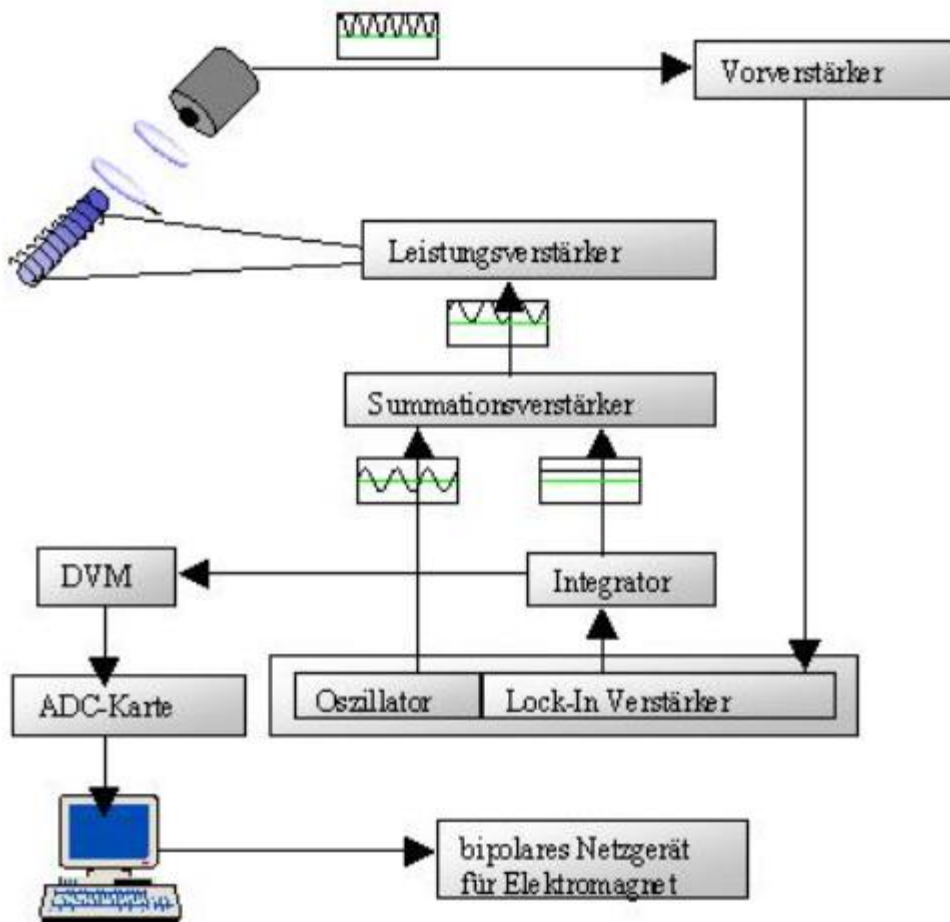 Vorverstärker
Leistungsverstärker
Summationsverstärker
DVM
Integrator
ADC-Karte
Oszillator
Lock-In Verstärker
bipolares Netzgerät
für Elektromagnet